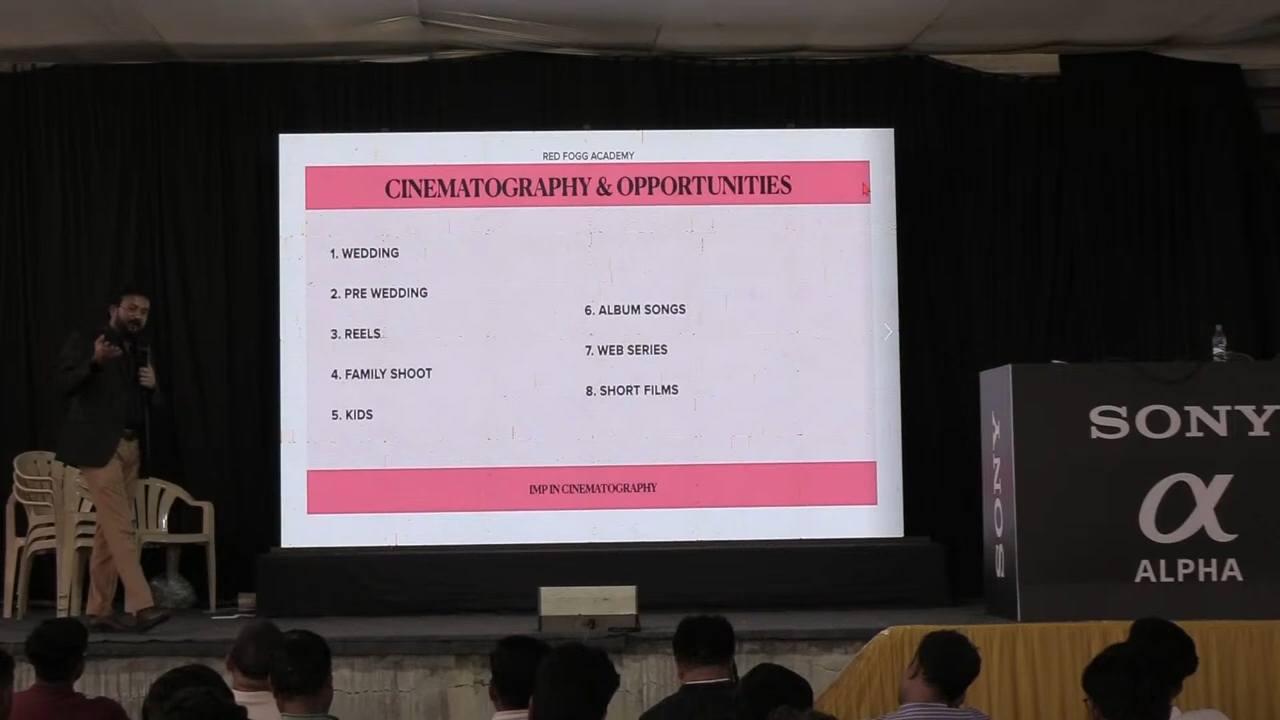 RED FOGG ACADEMY
CINEMATOGRAPHY & OPPORTUNITIES
1. WEDDING
2. PRE WEDDING
3. REELS
4. FAMILY SHOOT
5. KIDS
6. ALBUM SONGS
7. WEB SERIES
8. SHORT FILMS
IMP IN CINEMATOGRAPHY
SONY
SONY
α
ALPHA